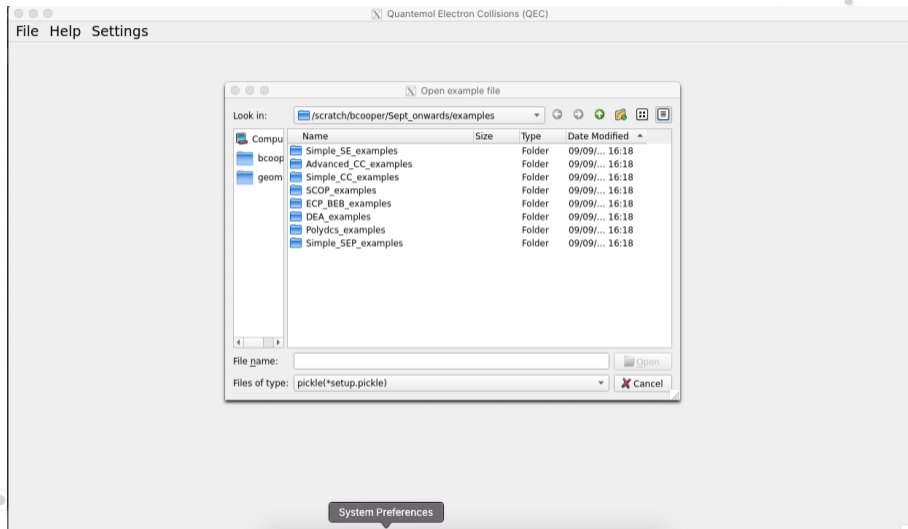 Quantemol Electron Collisions (QEC)
File Help Settings
Open example file
Look in: /scratch/bcooper/Sept_onwards/examples
Compu
bcoop
geom
Name Size Type Date Modified
Simple_SE_examples Folder 09/09/... 16:18
Advanced_CC_examples Folder 09/09/... 16:18
Simple_CC_examples Folder 09/09/... 16:18
SCOP_examples Folder 09/09/... 16:18
ECP_BEB_examples Folder 09/09/... 16:18
DEA_examples Folder 09/09/... 16:18
Polydcs_examples Folder 09/09/... 16:18
Simple_SEP_examples Folder 09/09/... 16:18
File name: Open
Files of type: pickle(*setup.pickle) Cancel
System Preferences